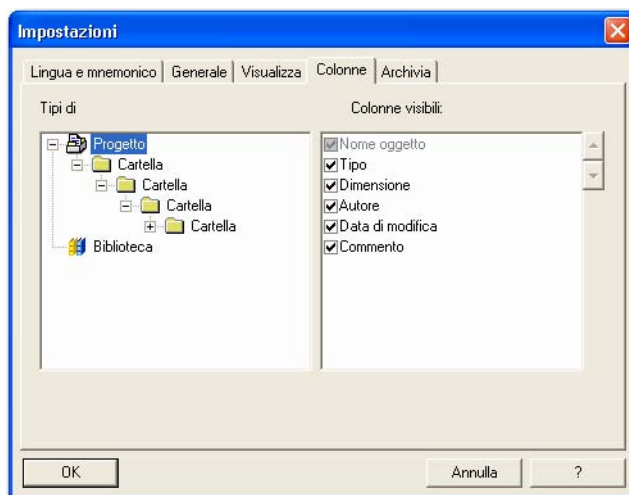 Impostazioni
Lingua e mnemonico Generale Visualizza Colonne Archivia
Tipi di Colonne visibili:
Progetto
Cartella
Cartella
Cartella
Cartella
Biblioteca
Nome oggetto
Tipo
Dimensione
Autore
Data di modifica
Commento
OK Annulla ?